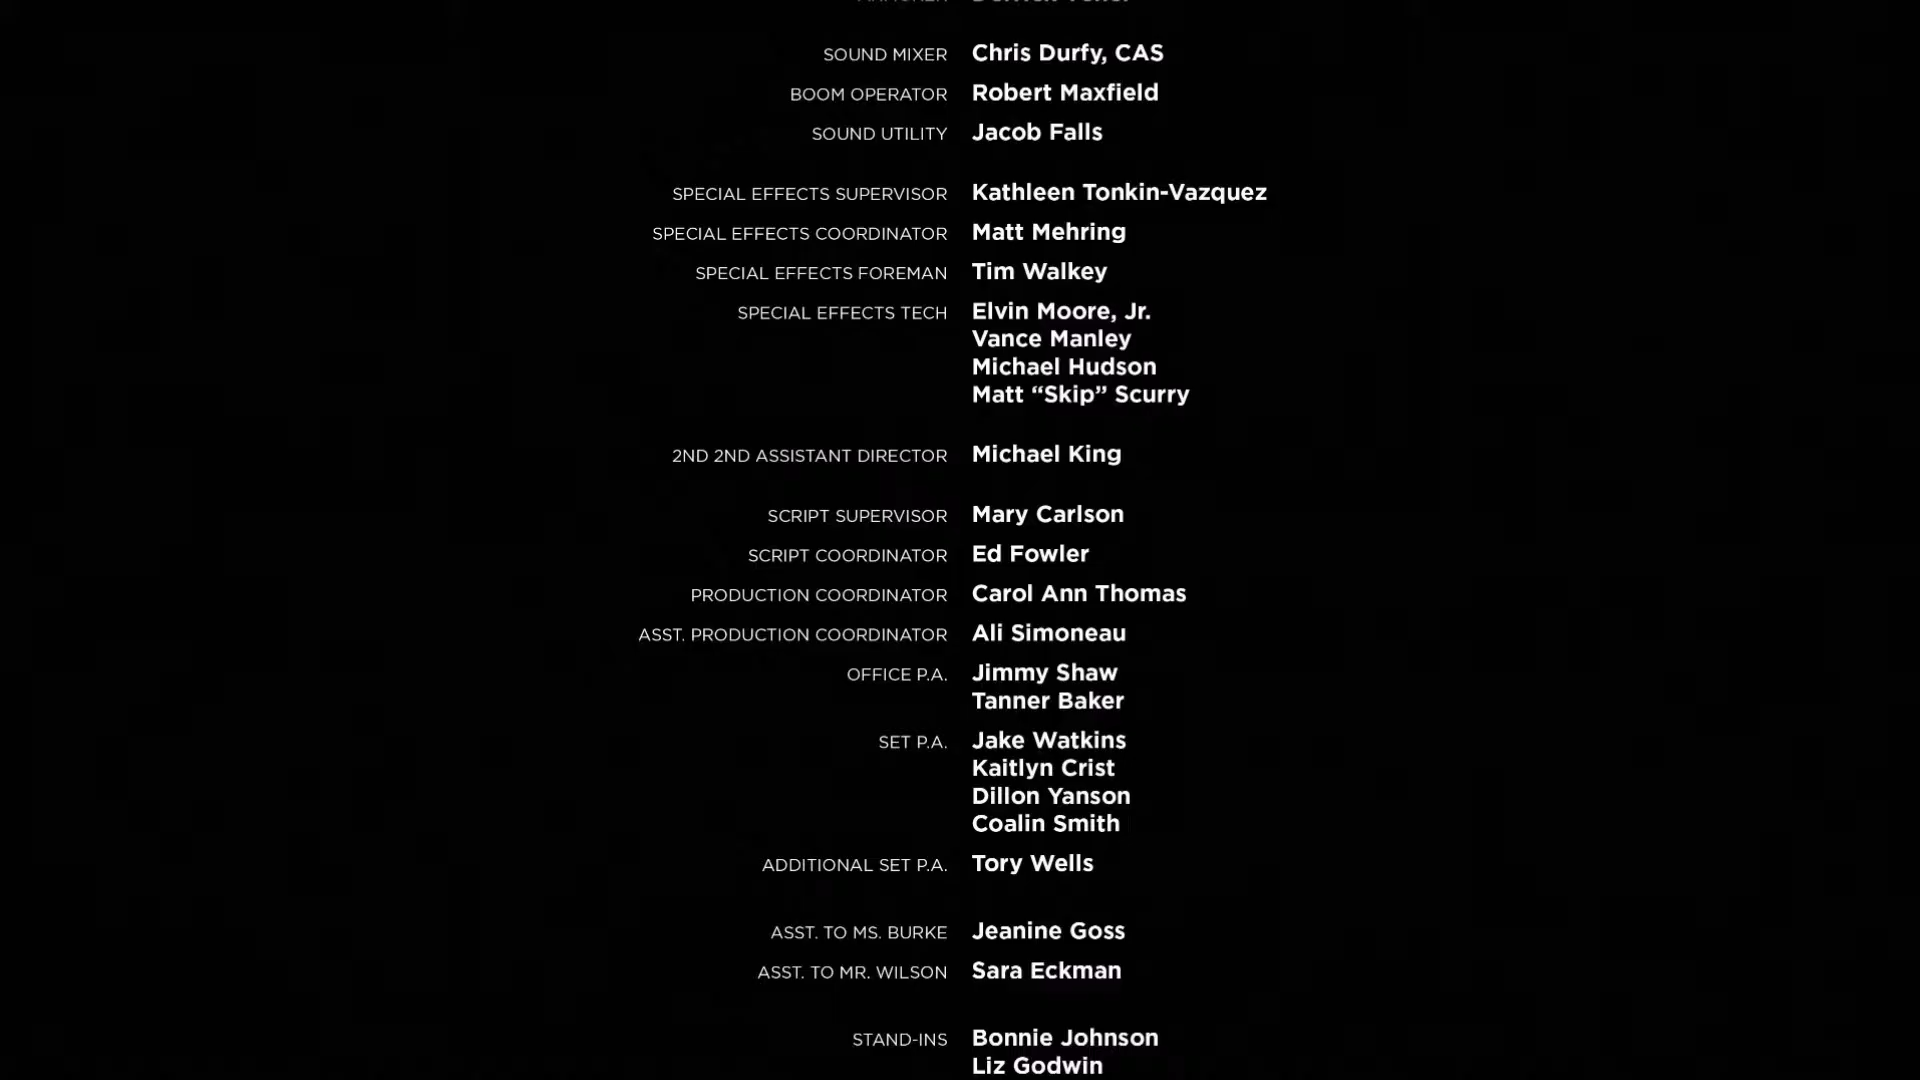 SOUND MIXER Chris Durfy, CAS
BOOM OPERATOR Robert Maxfield
SOUND UTILITY Jacob Falls
SPECIAL EFFECTS SUPERVISOR Kathleen Tonkin-Vazquez
SPECIAL EFFECTS COORDINATOR Matt Mehring
SPECIAL EFFECTS FOREMAN Tim Walkey
SPECIAL EFFECTS TECH Elvin Moore, Jr.
Vance Manley
Michael Hudson
Matt “Skip” Scurry
2ND 2ND ASSISTANT DIRECTOR Michael King
SCRIPT SUPERVISOR Mary Carlson
SCRIPT COORDINATOR Ed Fowler
PRODUCTION COORDINATOR Carol Ann Thomas
ASST. PRODUCTION COORDINATOR Ali Simoneau
OFFICE P.A. Jimmy Shaw
Tanner Baker
SET P.A. Jake Watkins
Kaitlyn Crist
Dillon Yanson
Coalin Smith
ADDITIONAL SET P.A. Tory Wells
ASST. TO MS. BURKE Jeanine Goss
ASST. TO MR. WILSON Sara Eckman
STAND-INS Bonnie Johnson
Liz Godwin